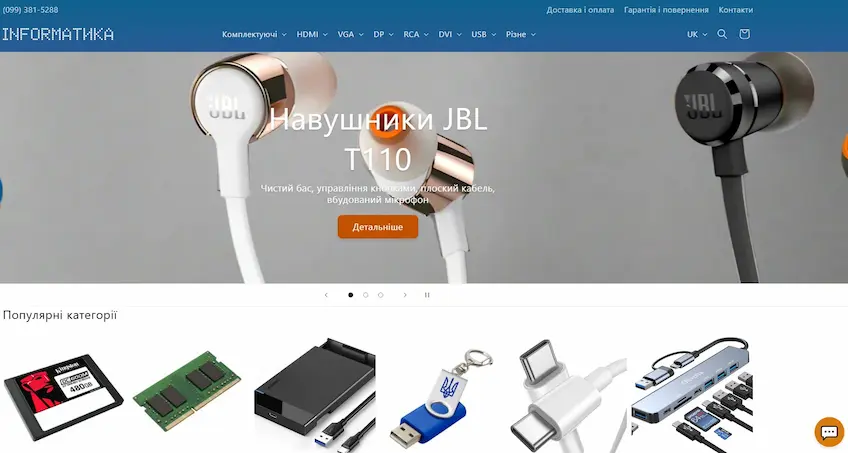 (099) 381-5288
Доставка і оплата Гарантія і повернення Контакти
INFORMATИKA
Комплектуючі HDMI VGA DP RCA DVI USB Різне UK
JBL
JBL
Навушники JBL
T110
Чистий бас, управління кнопками, плоский кабель,
вбудований мікрофон
Детальніше
Популярні категорії
Kingston
480GB